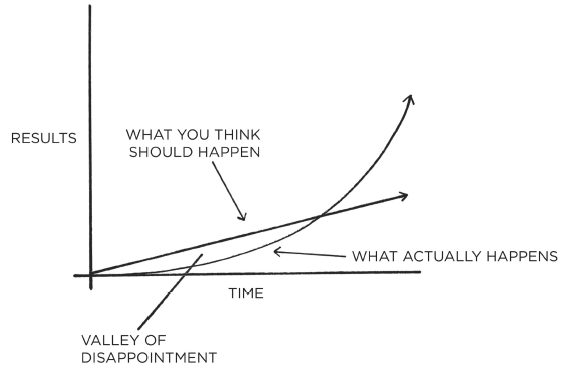 RESULTS
WHAT YOU THINK
SHOULD HAPPEN
WHAT ACTUALLY HAPPENS
TIME
VALLEY OF
DISAPPOINTMENT